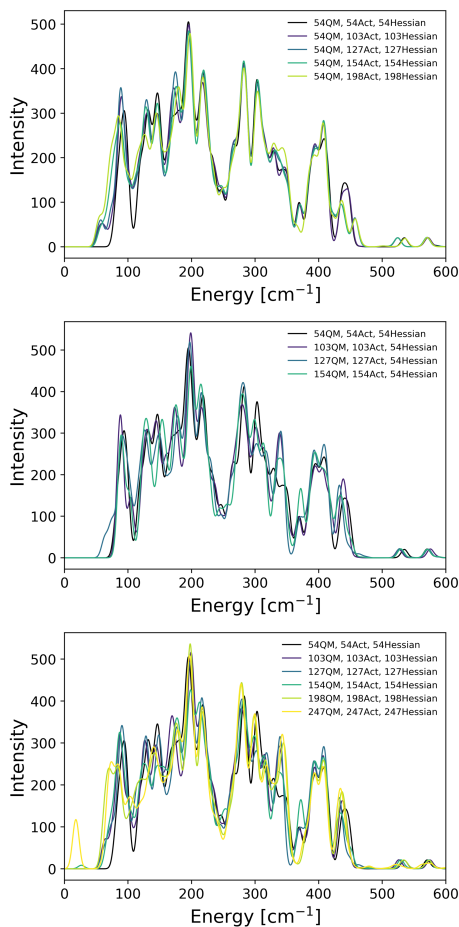 500
400
300
200
100
0
Intensity
54QM, 54Act, 54Hessian
54QM, 103Act, 103Hessian
54QM, 127Act, 127Hessian
54QM, 154Act, 154Hessian
54QM, 198Act, 198Hessian
0 100 200 300 400 500 600
Energy [cm⁻¹]
500
400
300
200
100
0
Intensity
54QM, 54Act, 54Hessian
103QM, 103Act, 54Hessian
127QM, 127Act, 54Hessian
154QM, 154Act, 54Hessian
0 100 200 300 400 500 600
Energy [cm⁻¹]
500
400
300
200
100
0
Intensity
54QM, 54Act, 54Hessian
103QM, 103Act, 103Hessian
127QM, 127Act, 127Hessian
154QM, 154Act, 154Hessian
198QM, 198Act, 198Hessian
247QM, 247Act, 247Hessian
0 100 200 300 400 500 600
Energy [cm⁻¹]